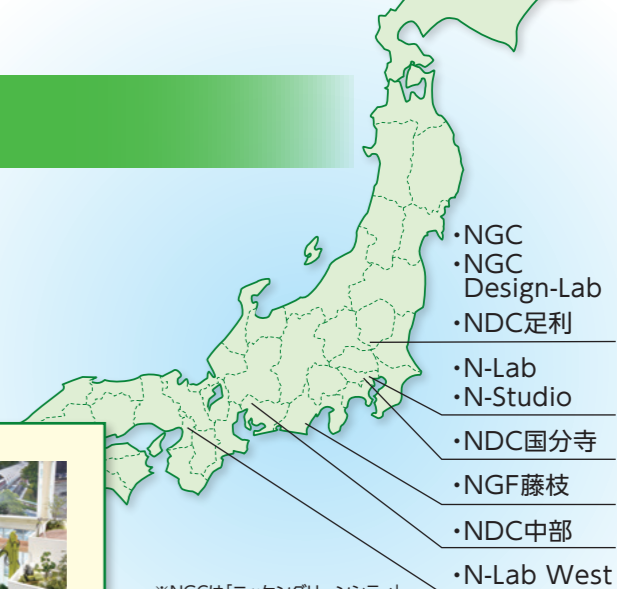 ・NGC
・NGC
Design-Lab
・NDC足利
・N-Lab
・N-Studio
・NDC国分寺
・NGF藤枝
・NDC中部
・N-Lab West